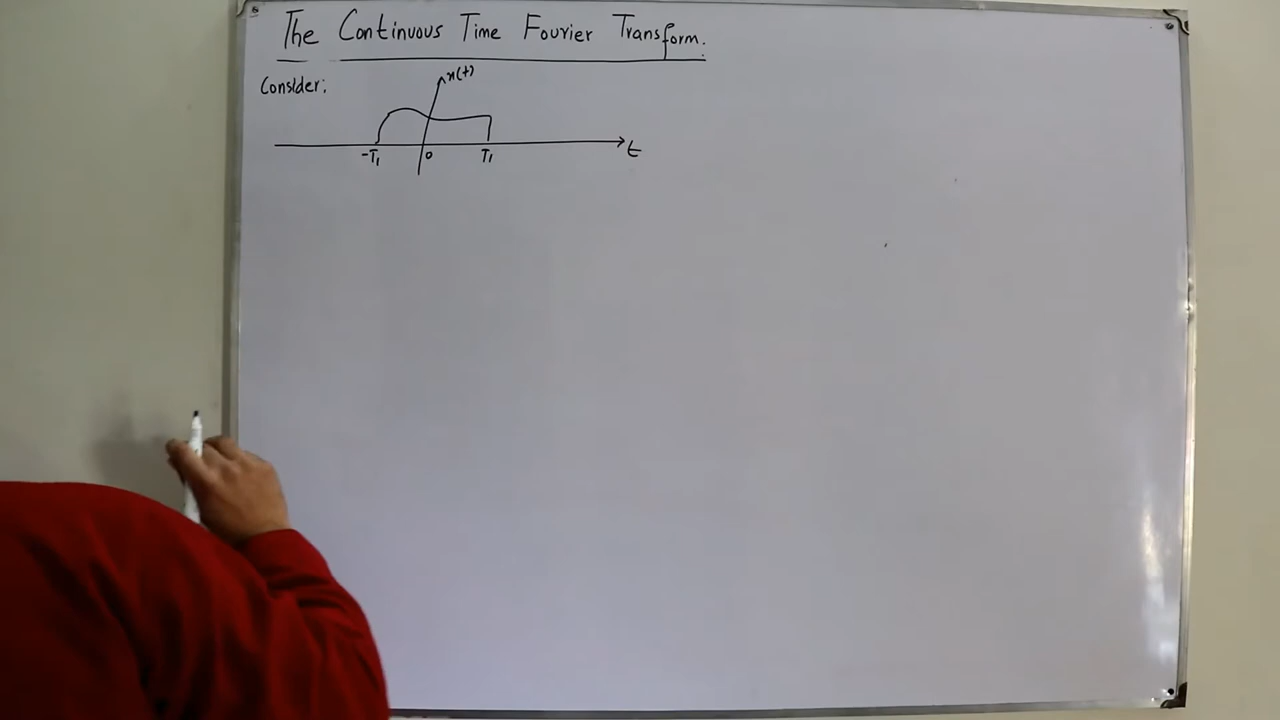 The Continuous Time Fourier Transform.
Consider:
x(t)
-T₁ 0 T₁ t